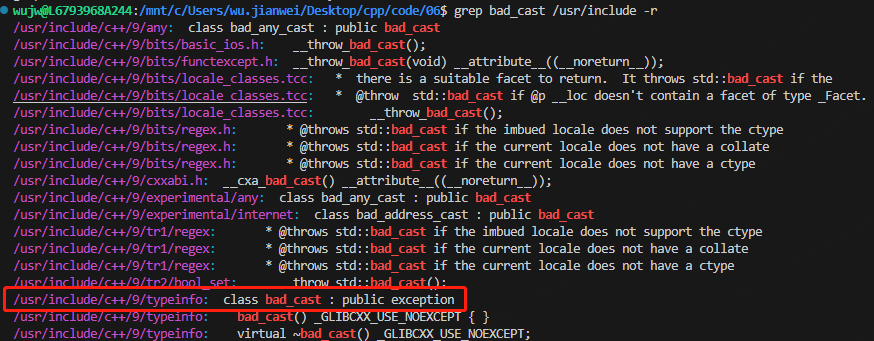 wujw@L6793968A244:/mnt/c/Users/wu.jianwei/Desktop/cpp/code/06$ grep bad_cast /usr/include -r
/usr/include/c++/9/any:  class bad_any_cast : public bad_cast
/usr/include/c++/9/bits/basic_ios.h:    __throw_bad_cast();
/usr/include/c++/9/bits/functexcept.h:  __throw_bad_cast(void) __attribute__((__noreturn__));
/usr/include/c++/9/bits/locale_classes.tcc:   *  there is a suitable facet to return.  It throws std::bad_cast if the
/usr/include/c++/9/bits/locale_classes.tcc:   *  @throw  std::bad_cast if @p __loc doesn't contain a facet of type _Facet.
/usr/include/c++/9/bits/locale_classes.tcc:        __throw_bad_cast();
/usr/include/c++/9/bits/regex.h:       * @throws std::bad_cast if the imbued locale does not support the ctype
/usr/include/c++/9/bits/regex.h:       * @throws std::bad_cast if the current locale does not have a collate
/usr/include/c++/9/bits/regex.h:       * @throws std::bad_cast if the current locale does not have a ctype
/usr/include/c++/9/cxxabi.h:  __cxa_bad_cast() __attribute__((__noreturn__));
/usr/include/c++/9/experimental/any:  class bad_any_cast : public bad_cast
/usr/include/c++/9/experimental/internet:  class bad_address_cast : public bad_cast
/usr/include/c++/9/tr1/regex:       * @throws std::bad_cast if the imbued locale does not support the ctype
/usr/include/c++/9/tr1/regex:       * @throws std::bad_cast if the current locale does not have a collate
/usr/include/c++/9/tr1/regex:       * @throws std::bad_cast if the current locale does not have a ctype
/usr/include/c++/9/tr2/bool_set:        throw std::bad_cast();
/usr/include/c++/9/typeinfo:  class bad_cast : public exception
/usr/include/c++/9/typeinfo:    bad_cast() _GLIBCXX_USE_NOEXCEPT { }
/usr/include/c++/9/typeinfo:    virtual ~bad_cast() _GLIBCXX_USE_NOEXCEPT;